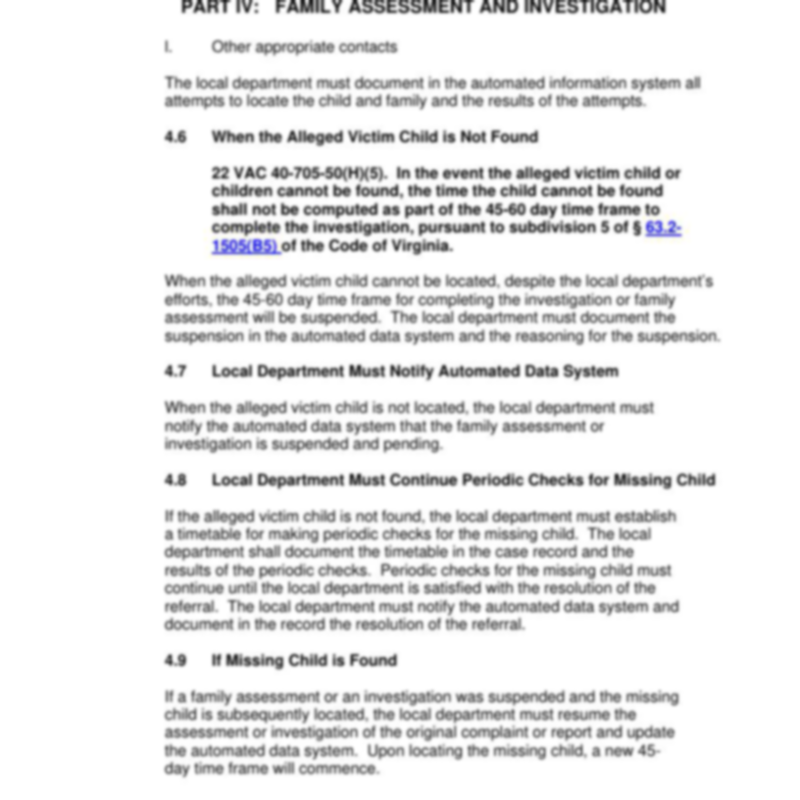 PART IV: FAMILY ASSESSMENT AND INVESTIGATION
I. Other appropriate contacts
The local department must document in the automated information system all
attempts to locate the child and family and the results of the attempts.
4.6 When the Alleged Victim Child is Not Found
22 VAC 40-705-50(H)(5). In the event the alleged victim child or
children cannot be found, the time the child cannot be found
shall not be computed as part of the 45-60 day time frame to
complete the investigation, pursuant to subdivision 5 of § 63.2-
1505(B5) of the Code of Virginia.
When the alleged victim child cannot be located, despite the local department's
efforts, the 45-60 day time frame for completing the investigation or family
assessment will be suspended. The local department must document the
suspension in the automated data system and the reasoning for the suspension.
4.7 Local Department Must Notify Automated Data System
When the alleged victim child is not located, the local department must
notify the automated data system that the family assessment or
investigation is suspended and pending.
4.8 Local Department Must Continue Periodic Checks for Missing Child
If the alleged victim child is not found, the local department must establish
a timetable for making periodic checks for the missing child. The local
department shall document the timetable in the case record and the
results of the periodic checks. Periodic checks for the missing child must
continue until the local department is satisfied with the resolution of the
referral. The local department must notify the automated data system and
document in the record the resolution of the referral.
4.9 If Missing Child is Found
If a family assessment or an investigation was suspended and the missing
child is subsequently located, the local department must resume the
assessment or investigation of the original complaint or report and update
the automated data system. Upon locating the missing child, a new 45-
day time frame will commence.